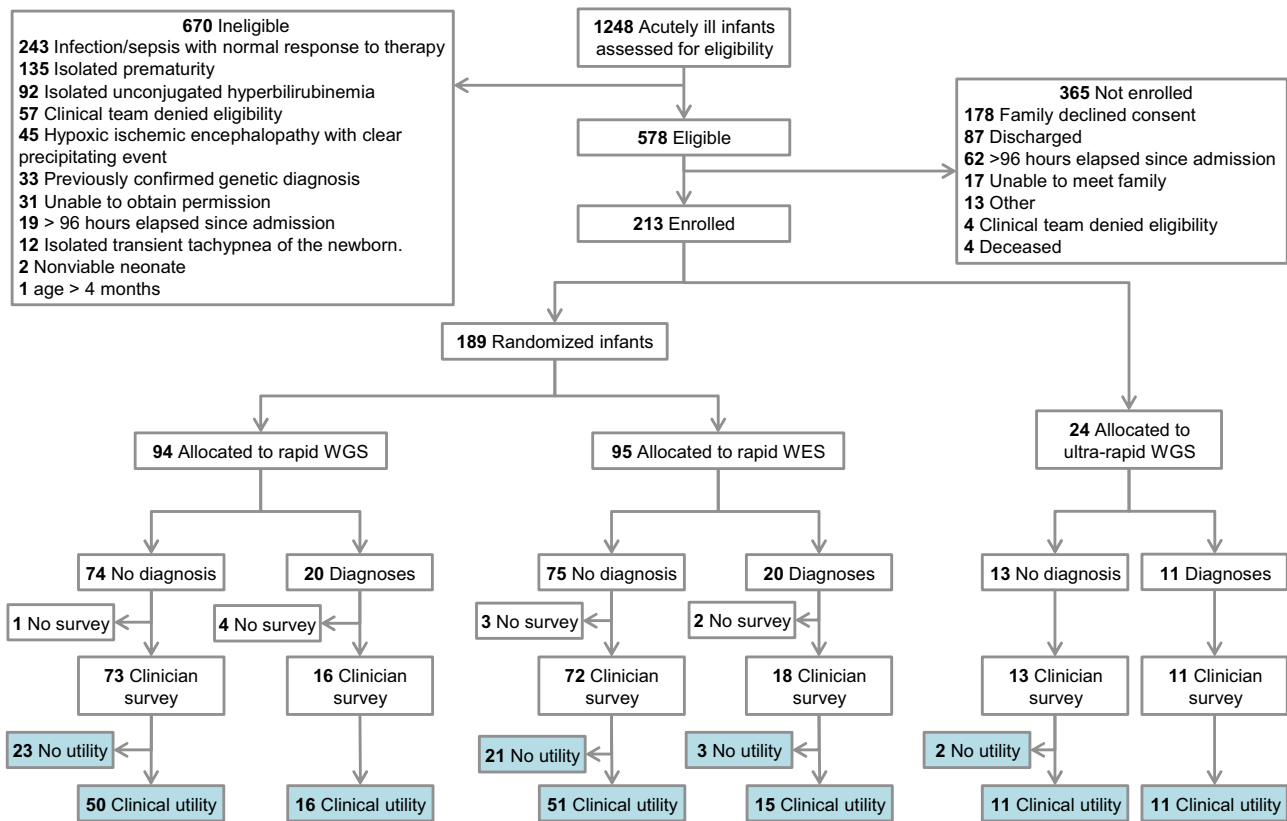 670 Ineligible
243 Infection/sepsis with normal response to therapy
135 Isolated prematurity
92 Isolated unconjugated hyperbilirubinemia
57 Clinical team denied eligibility
45 Hypoxic ischemic encephalopathy with clear
precipitating event
33 Previously confirmed genetic diagnosis
31 Unable to obtain permission
19 > 96 hours elapsed since admission
12 Isolated transient tachypnea of the newborn.
2 Nonviable neonate
1 age > 4 months
1248 Acutely ill infants
assessed for eligibility
578 Eligible
213 Enrolled
365 Not enrolled
178 Family declined consent
87 Discharged
62 >96 hours elapsed since admission
17 Unable to meet family
13 Other
4 Clinical team denied eligibility
4 Deceased
189 Randomized infants
94 Allocated to rapid WGS
95 Allocated to rapid WES
24 Allocated to
ultra-rapid WGS
74 No diagnosis
20 Diagnoses
75 No diagnosis
20 Diagnoses
13 No diagnosis
11 Diagnoses
1 No survey
4 No survey
3 No survey
2 No survey
73 Clinician
survey
16 Clinician
survey
72 Clinician
survey
18 Clinician
survey
13 Clinician
survey
11 Clinician
survey
23 No utility
21 No utility
3 No utility
2 No utility
50 Clinical utility
16 Clinical utility
51 Clinical utility
15 Clinical utility
11 Clinical utility
11 Clinical utility